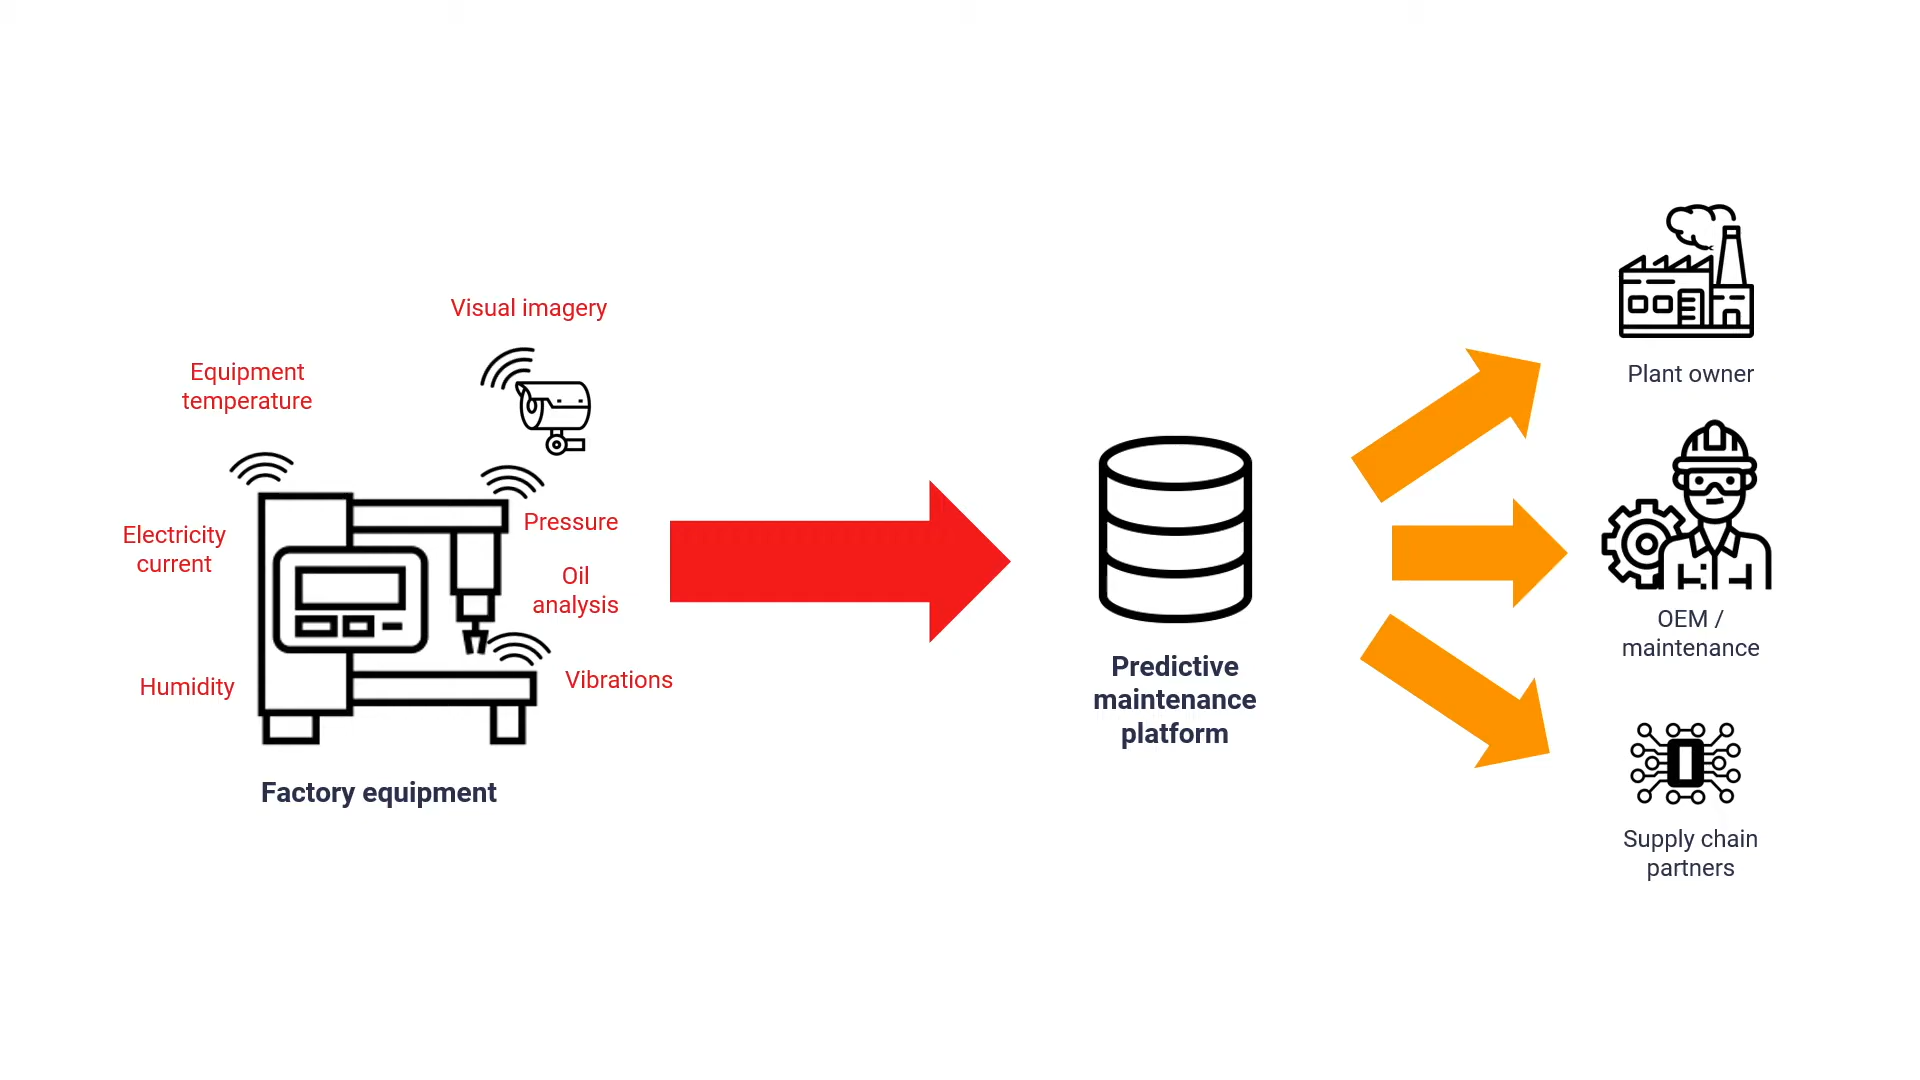 Visual imagery
Equipment
temperature
Electricity
current
Pressure
Oil
analysis
Humidity
Vibrations
Factory equipment
Predictive
maintenance
platform
Plant owner
OEM /
maintenance
Supply chain
partners